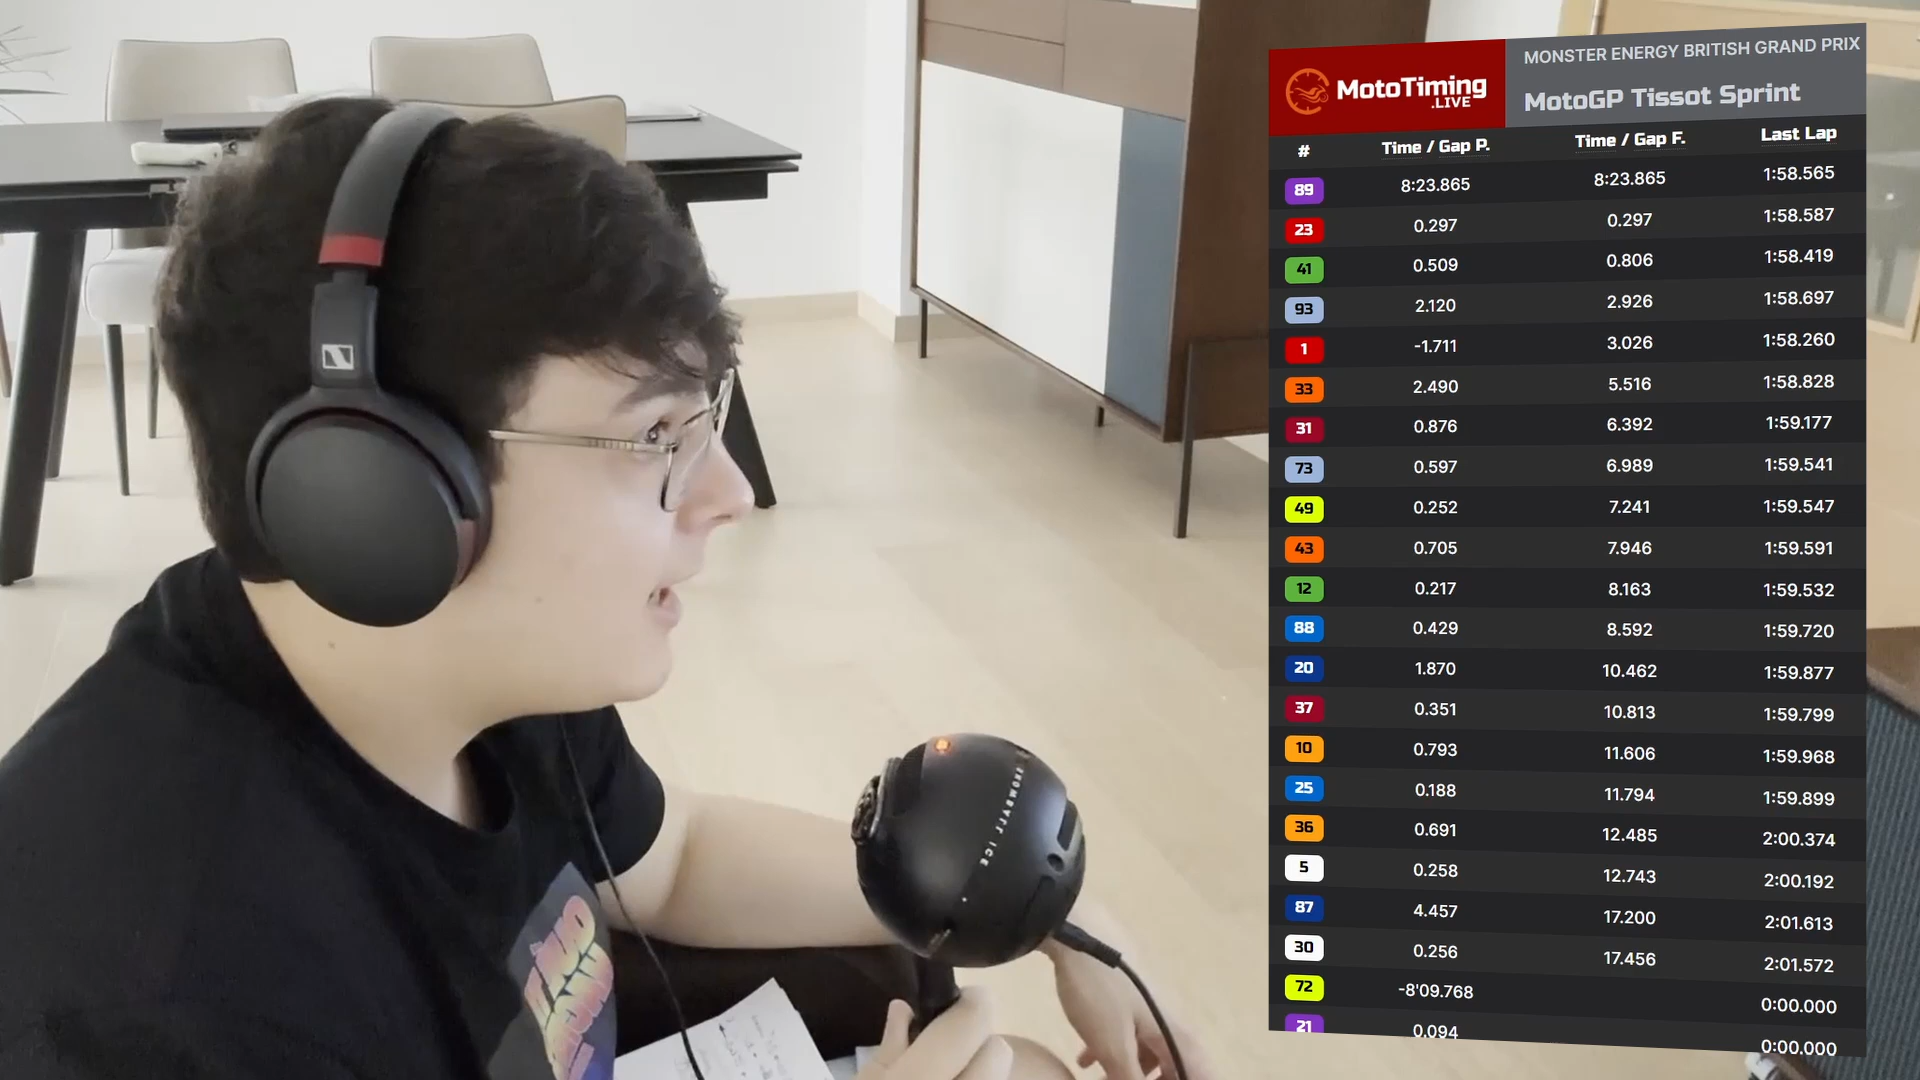 MotoTiming
.LIVE
MONSTER ENERGY BRITISH GRAND PRIX
MotoGP Tissot Sprint
# Time / Gap P. Time / Gap F. Last Lap
89 8:23.865 8:23.865 1:58.565
23 0.297 0.297 1:58.587
41 0.509 0.806 1:58.419
93 2.120 2.926 1:58.697
1 -1.711 3.026 1:58.260
33 2.490 5.516 1:58.828
31 0.876 6.392 1:59.177
73 0.597 6.989 1:59.541
49 0.252 7.241 1:59.547
43 0.705 7.946 1:59.591
12 0.217 8.163 1:59.532
88 0.429 8.592 1:59.720
20 1.870 10.462 1:59.877
37 0.351 10.813 1:59.799
10 0.793 11.606 1:59.968
25 0.188 11.794 1:59.899
36 0.691 12.485 2:00.374
5 0.258 12.743 2:00.192
87 4.457 17.200 2:01.613
30 0.256 17.456 2:01.572
72 -8'09.768 0:00.000
21 0.094 0:00.000
SNOWBALL ICE